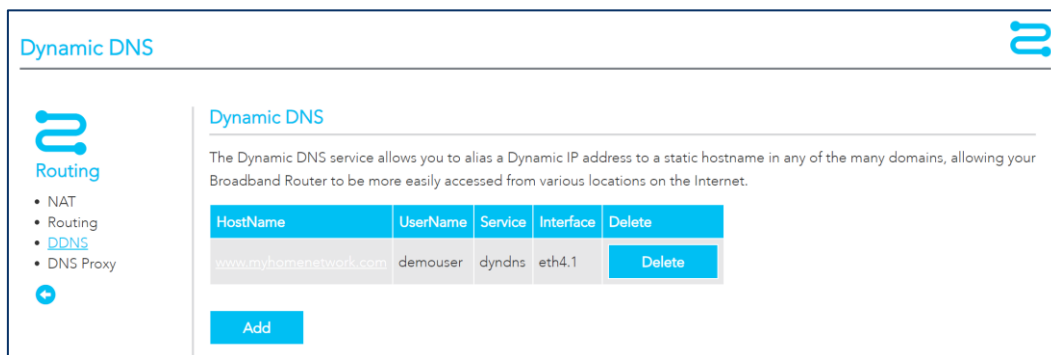 Dynamic DNS
Routing
• NAT
• Routing
• DDNS
• DNS Proxy
Dynamic DNS
The Dynamic DNS service allows you to alias a Dynamic IP address to a static hostname in any of the many domains, allowing your
Broadband Router to be more easily accessed from various locations on the Internet.
HostName UserName Service Interface Delete
www.myhomenetwork.com demouser dyndns eth4.1 Delete
Add